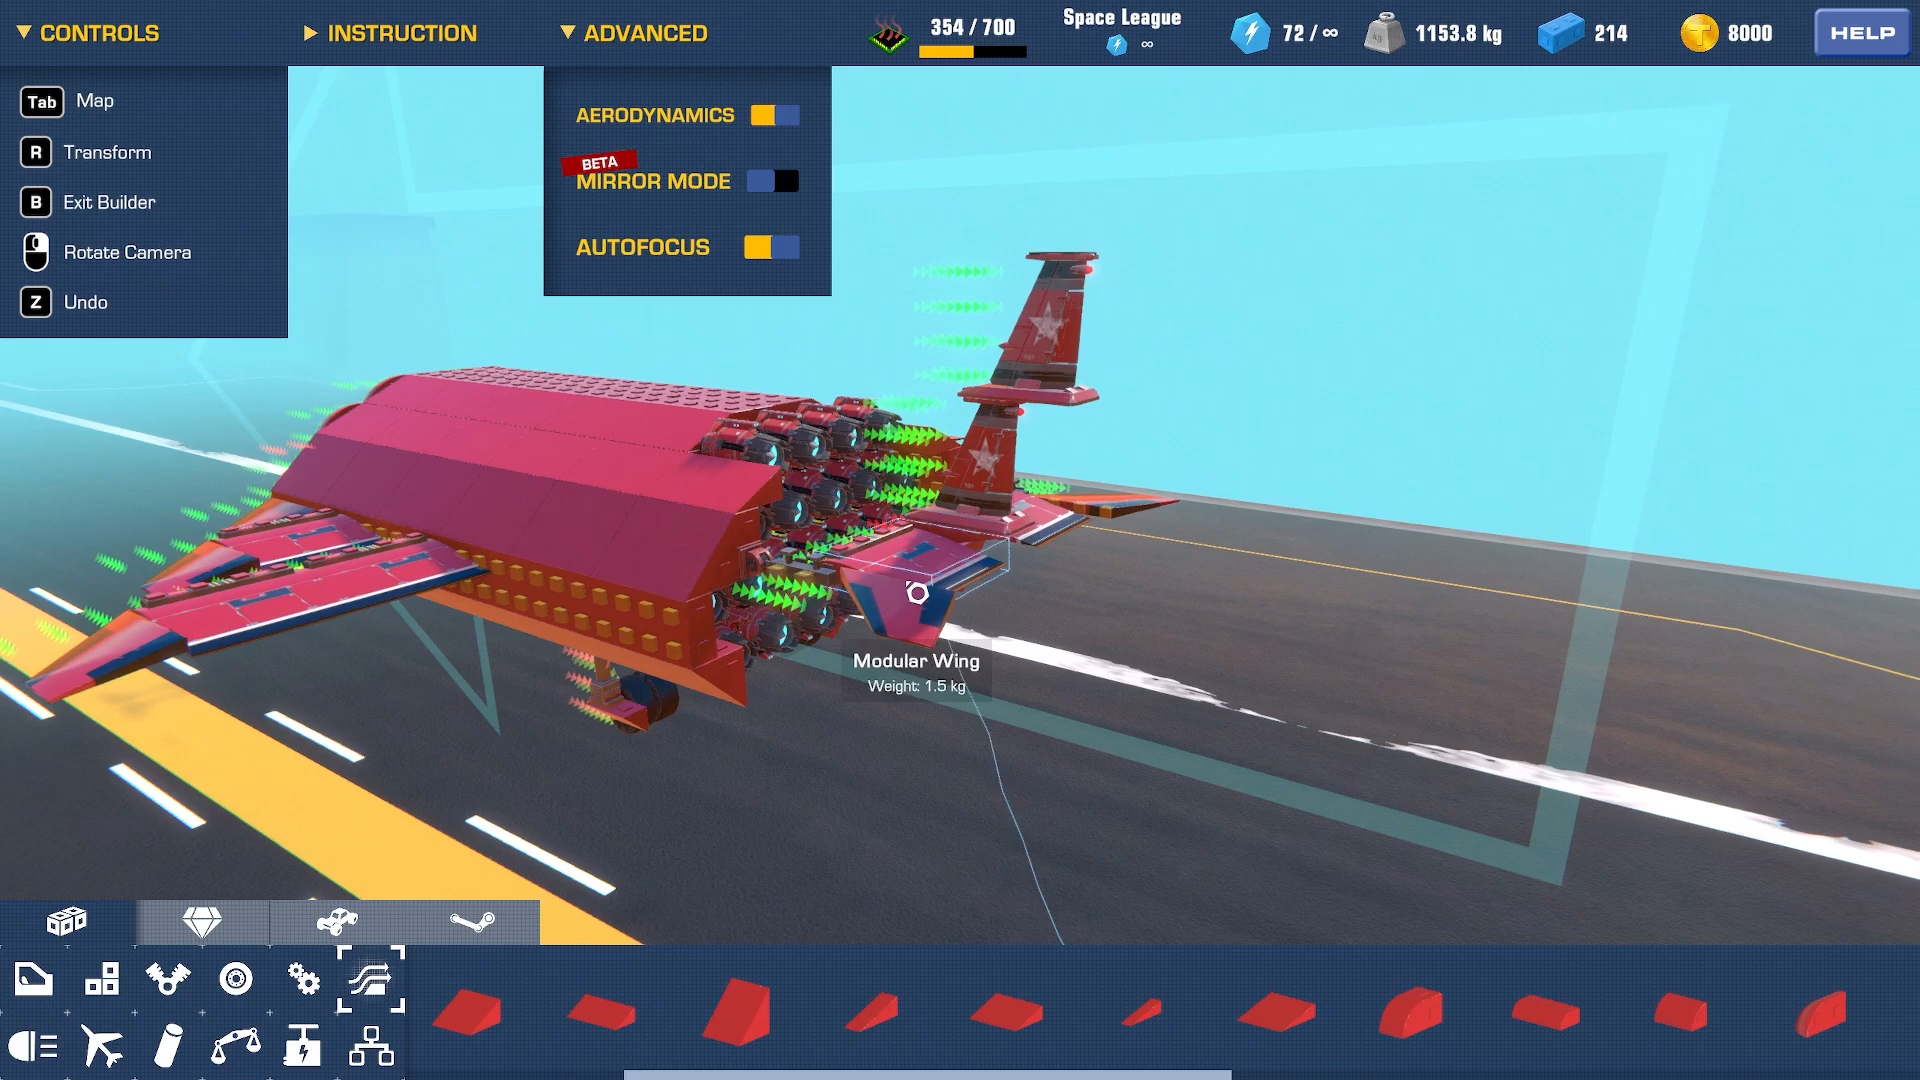 CONTROLS
INSTRUCTION
ADVANCED
354 / 700
Space League
∞
72 / ∞
kg
1153.8 kg
214
T
8000
HELP
Tab Map
R Transform
B Exit Builder
Rotate Camera
Z Undo
AERODYNAMICS
BETA
MIRROR MODE
AUTOFOCUS
Modular Wing
Weight: 1.5 kg